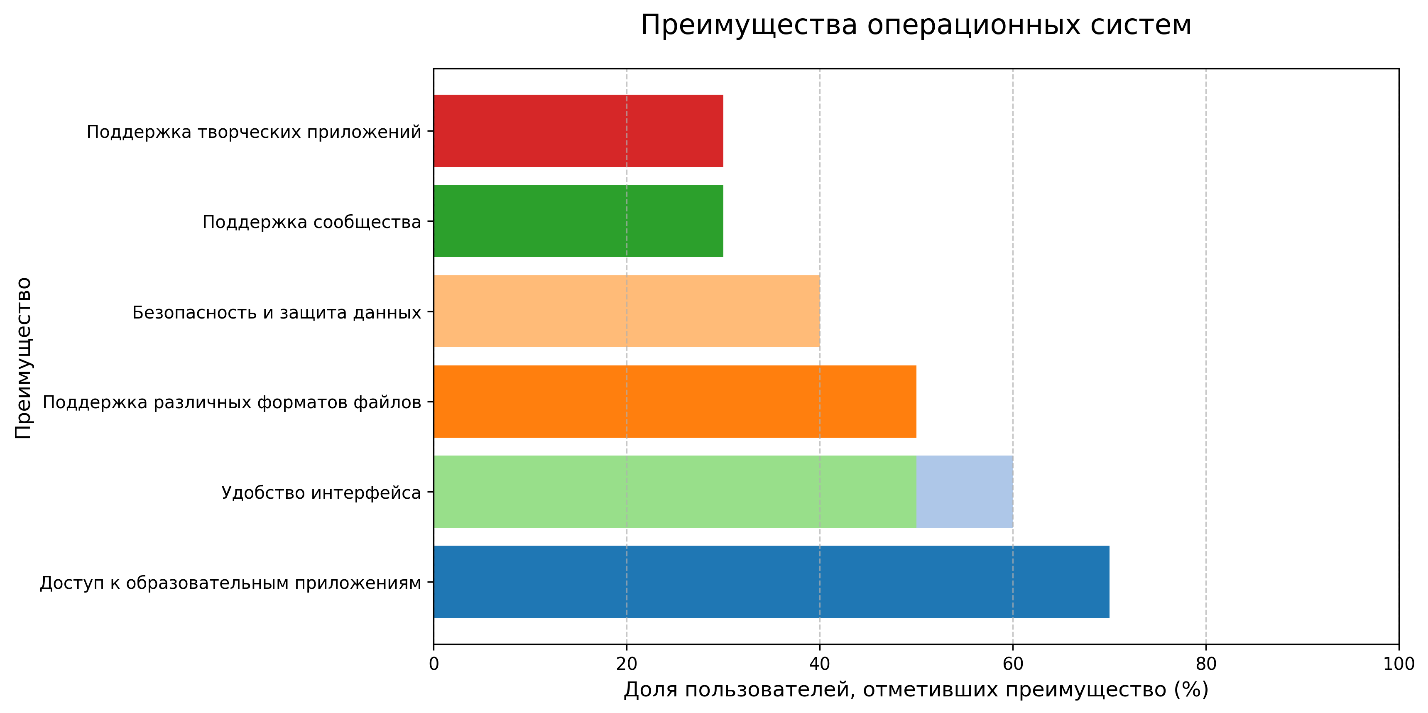 Преимущества операционных систем
Преимущество
Поддержка творческих приложений
Поддержка сообщества
Безопасность и защита данных
Поддержка различных форматов файлов
Удобство интерфейса
Доступ к образовательным приложениям
0 20 40 60 80 100
Доля пользователей, отметивших преимущество (%)